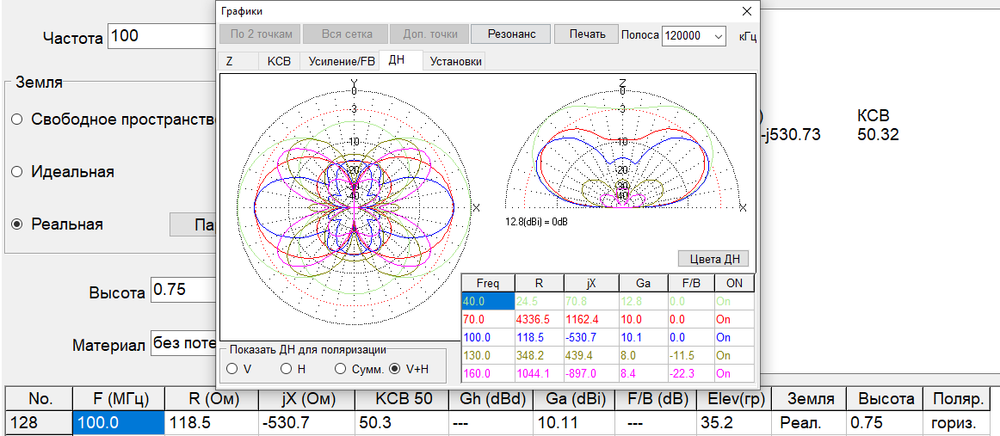 Графики
Частота 100
По 2 точкам Вся сетка Доп. точки Резонанс Печать Полоса 120000 кГц
Z КСВ Усиление/FB ДН Установки
Земля
Свободное пространств
Идеальная
Реальная Па
Высота 0.75
Материал без поте
Y
0
-3
-10
-20
-40
X
Z
0
-3
-10
-20
-30
-40
X
12.8(dBi) = 0dB
) КСВ
-j530.73 50.32
Цвета ДН
Freq R jX Ga F/B ON
40.0 24.5 70.8 12.8 0.0 On
70.0 4336.5 1162.4 10.0 0.0 On
100.0 118.5 -530.7 10.1 0.0 On
130.0 348.2 439.4 8.0 -11.5 On
160.0 1044.1 -897.0 8.4 -22.3 On
Показать ДН для поляризации
V H Сумм. V+H
No. F (МГц) R (Ом) jX (Ом) КСВ 50 Gh (dBd) Ga (dBi) F/B (dB) Elev(гр) Земля Высота Поляр.
128 100.0 118.5 -530.7 50.3 --- 10.11 --- 35.2 Реал. 0.75 гориз.